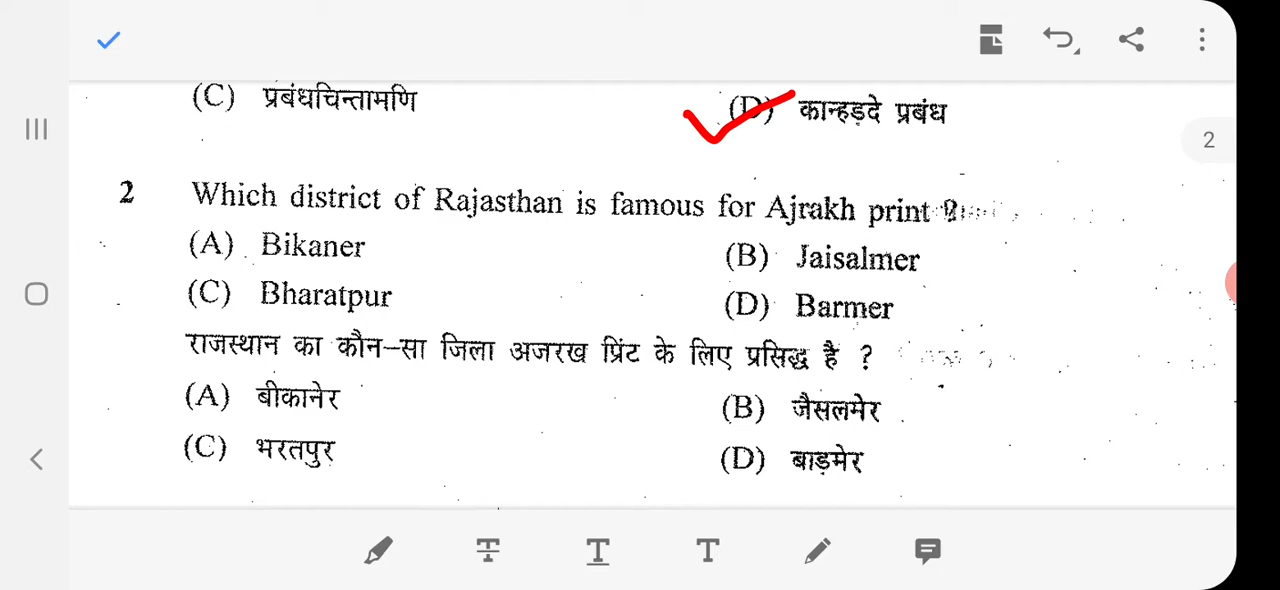 (C) प्रबंधचिन्तामणि (D) कान्हड़दे प्रबंध
2
2 Which district of Rajasthan is famous for Ajrakh print ?
(A) Bikaner (B) Jaisalmer
(C) Bharatpur (D) Barmer
राजस्थान का कौन-सा जिला अजरख प्रिंट के लिए प्रसिद्ध है ?
(A) बीकानेर (B) जैसलमेर
(C) भरतपुर (D) बाड़मेर
T T T